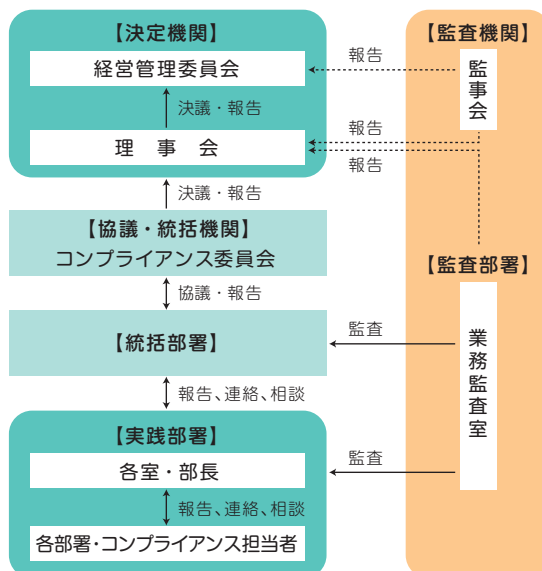 【決定機関】
経営管理委員会
決議・報告
理　事　会
決議・報告
【協議・統括機関】
コンプライアンス委員会
協議・報告
【統括部署】
報告、連絡、相談
【実践部署】
各室・部長
報告、連絡、相談
各部署・コンプライアンス担当者
報告
報告
報告
監査
監査
【監査機関】
監事会
【監査部署】
業務監査室